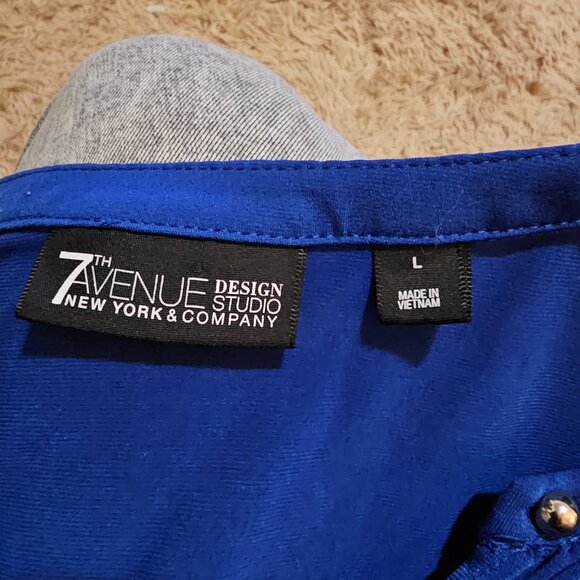 7TH
AVENUE DESIGN STUDIO
NEW YORK & COMPANY
L
MADE IN
VIETNAM